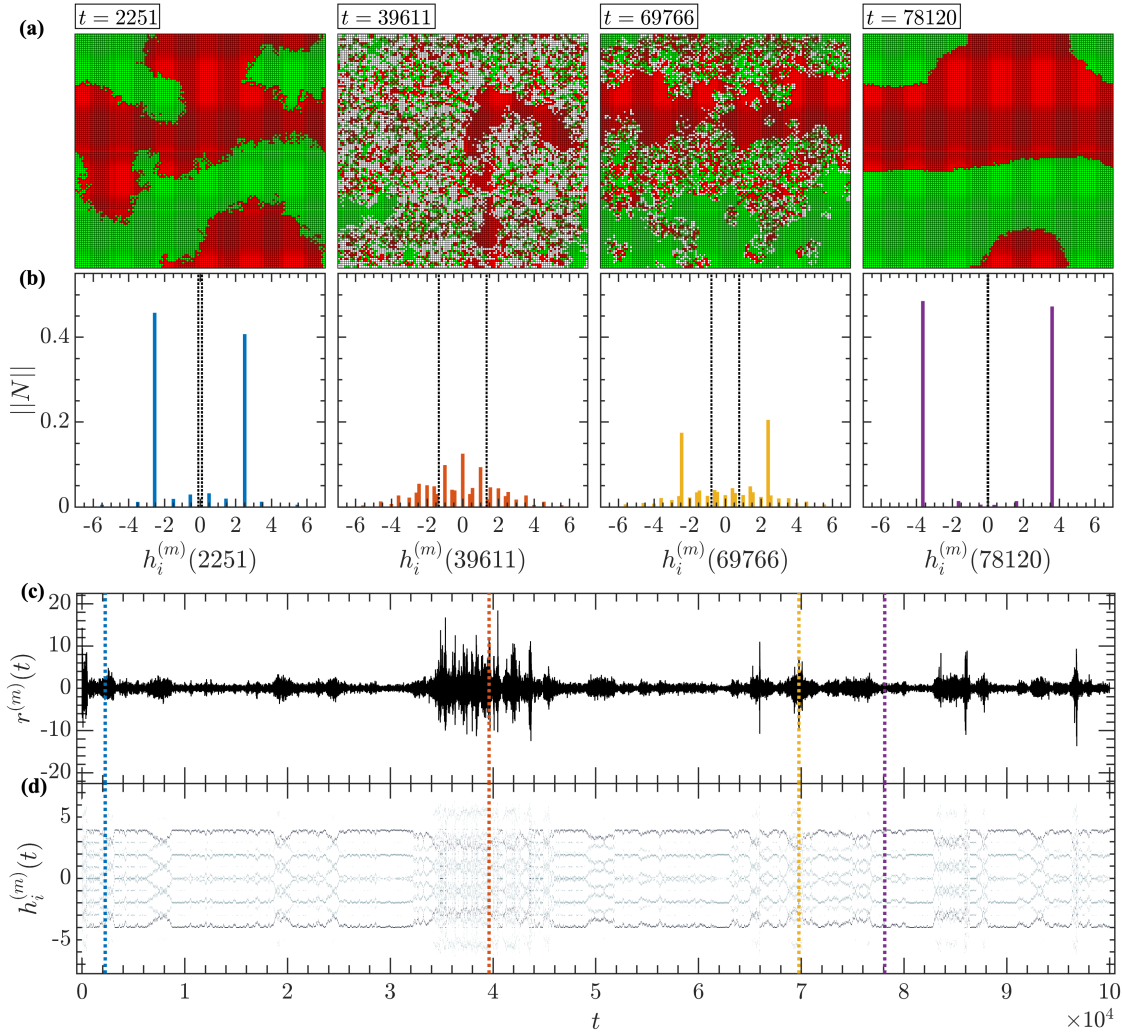 (a)
t = 2251
t = 39611
t = 69766
t = 78120
(b)
||N||
0.4
0.2
0
-6 -4 -2 0 2 4 6
-6 -4 -2 0 2 4 6
-6 -4 -2 0 2 4 6
-6 -4 -2 0 2 4 6
h_i^{(m)}(2251)
h_i^{(m)}(39611)
h_i^{(m)}(69766)
h_i^{(m)}(78120)
(c)
r^{(m)}(t)
20
10
0
-10
-20
(d)
h_i^{(m)}(t)
5
0
-5
0 1 2 3 4 5 6 7 8 9 10
t
×10^4